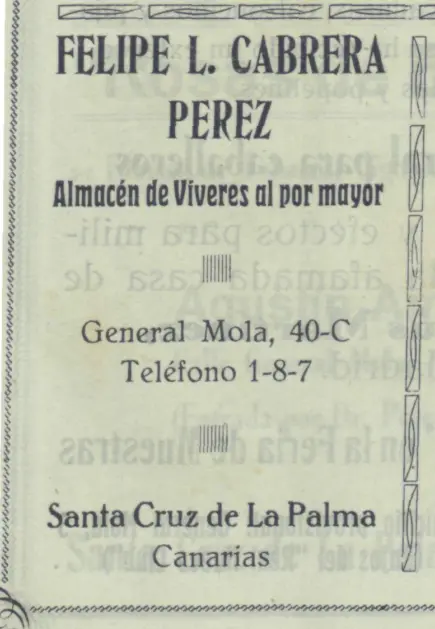 FELIPE L. CABRERA
PEREZ
Almacén de Víveres al por mayor
General Mola, 40-C
Teléfono 1-8-7
Santa Cruz de La Palma
Canarias